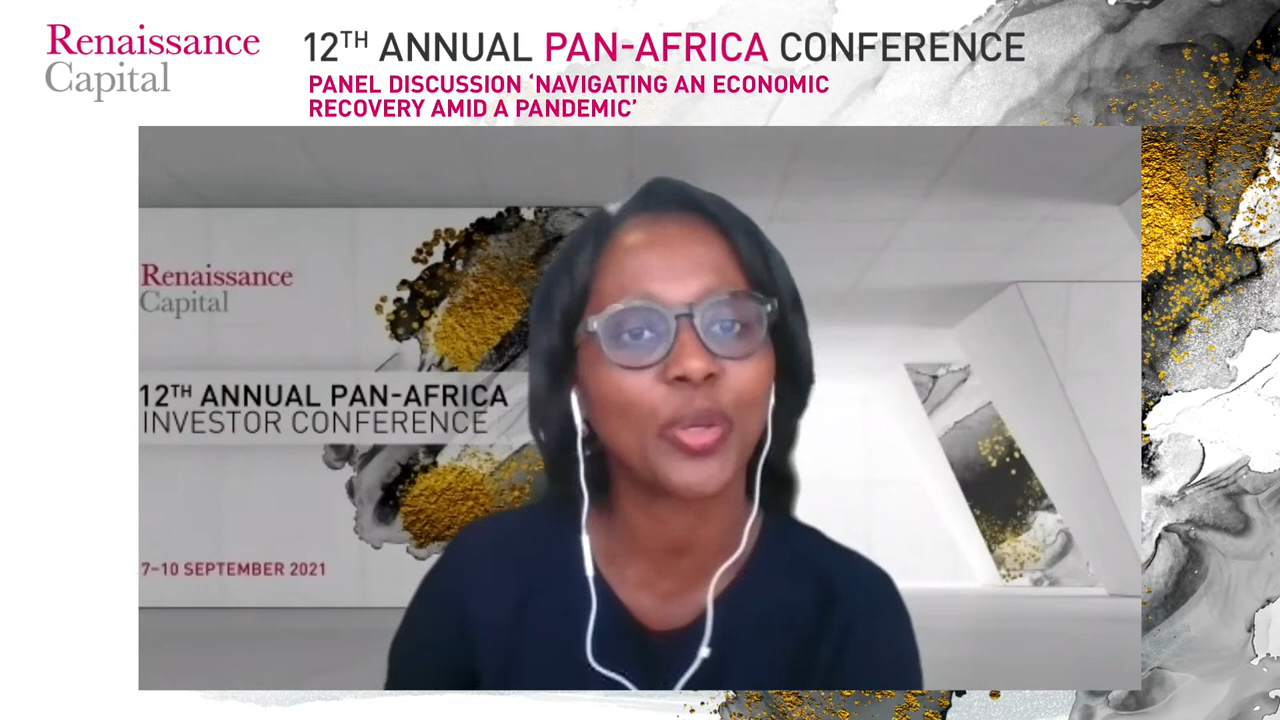 Renaissance
Capital
12TH ANNUAL PAN-AFRICA CONFERENCE
PANEL DISCUSSION ‘NAVIGATING AN ECONOMIC
RECOVERY AMID A PANDEMIC’
Renaissance
Capital
12TH ANNUAL PAN-AFRICA
INVESTOR CONFERENCE
7–10 SEPTEMBER 2021